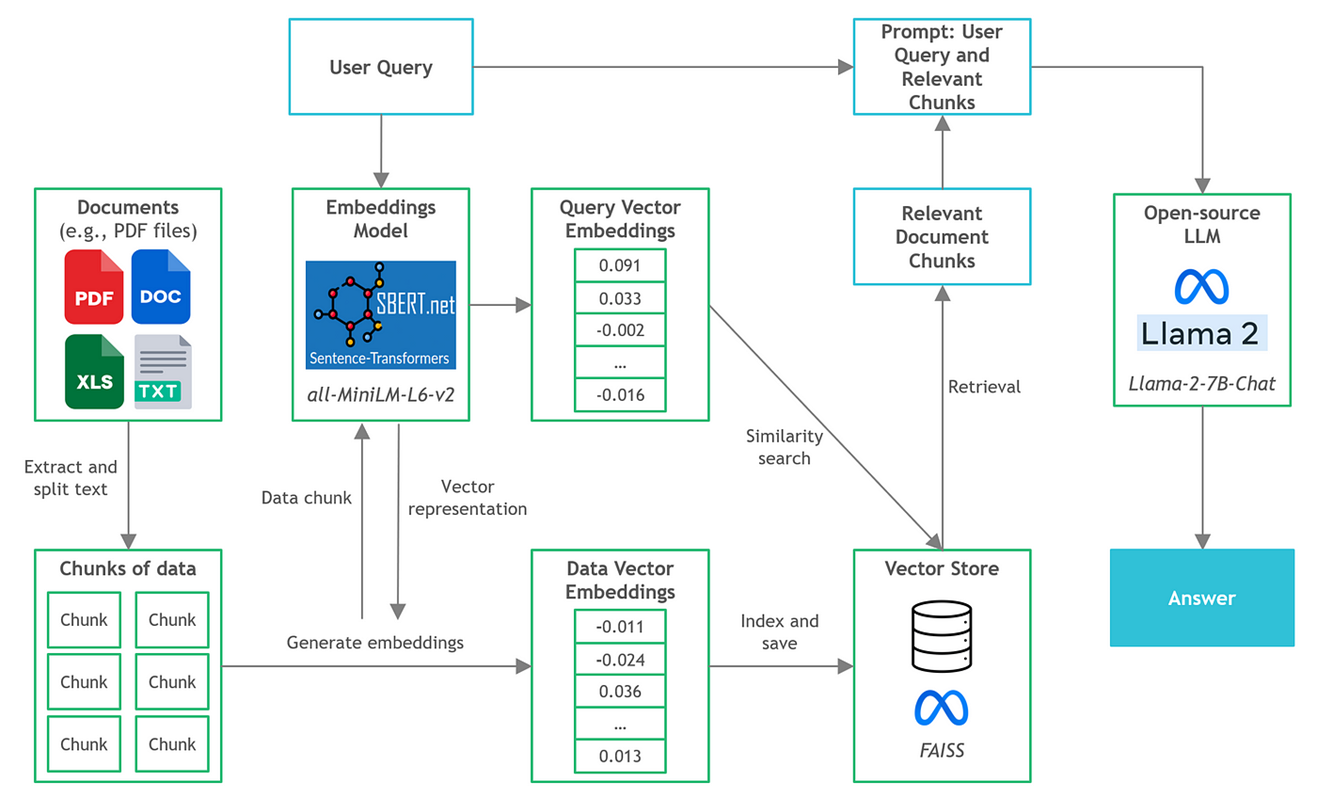 User Query
Prompt: User
Query and
Relevant
Chunks
Documents
(e.g., PDF files)
PDF
DOC
XLS
TXT
Embeddings
Model
SBERT.net
Sentence-Transformers
all-MiniLM-L6-v2
Query Vector
Embeddings
0.091
0.033
-0.002
...
-0.016
Relevant
Document
Chunks
Open-source
LLM
Llama 2
Llama-2-7B-Chat
Extract and
split text
Data chunk
Vector
representation
Similarity
search
Retrieval
Chunks of data
Chunk
Chunk
Chunk
Chunk
Chunk
Chunk
Generate embeddings
Data Vector
Embeddings
-0.011
-0.024
0.036
...
0.013
Index and
save
Vector Store
FAISS
Answer